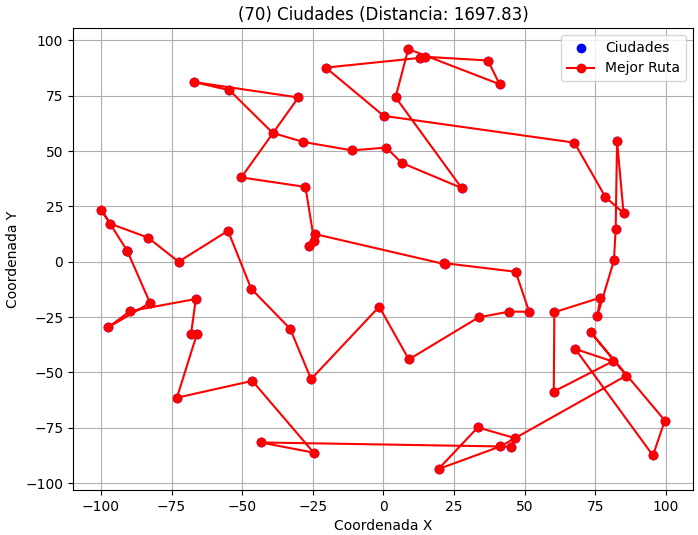 (70) Ciudades (Distancia: 1697.83)
Ciudades
Mejor Ruta
100
75
50
25
0
−25
−50
−75
−100
Coordenada Y
−100 −75 −50 −25 0 25 50 75 100
Coordenada X